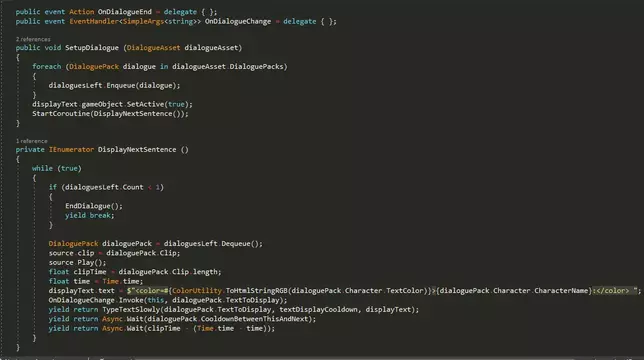 public event Action OnDialogueEnd = delegate { };
public event EventHandler<SimpleArgs<string>> OnDialogueChange = delegate { };
2 references
public void SetupDialogue (DialogueAsset dialogueAsset)
{
foreach (DialoguePack dialogue in dialogueAsset.DialoguePacks)
{
dialoguesLeft.Enqueue(dialogue);
}
displayText.gameObject.SetActive(true);
StartCoroutine(DisplayNextSentence());
}
1 reference
private IEnumerator DisplayNextSentence ()
{
while (true)
{
if (dialoguesLeft.Count < 1)
{
EndDialogue();
yield break;
}
DialoguePack dialoguePack = dialoguesLeft.Dequeue();
source.clip = dialoguePack.Clip;
source.Play();
float clipTime = dialoguePack.Clip.length;
float time = Time.time;
displayText.text = $"<color=#{ColorUtility.ToHtmlStringRGB(dialoguePack.Character.TextColor)}>{dialoguePack.Character.CharacterName}:</color> ";
OnDialogueChange.Invoke(this, dialoguePack.TextToDisplay);
yield return TypeTextSlowly(dialoguePack.TextToDisplay, textDisplayCooldown, displayText);
yield return Async.Wait(dialoguePack.CooldownBetweenThisAndNext);
yield return Async.Wait(clipTime - (Time.time - time));
}
}